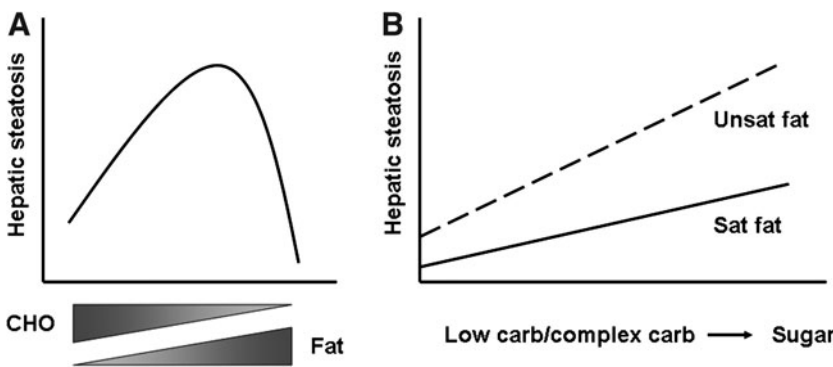 A
Hepatic steatosis
CHO
Fat
B
Hepatic steatosis
Unsat fat
Sat fat
Low carb/complex carb → Sugar